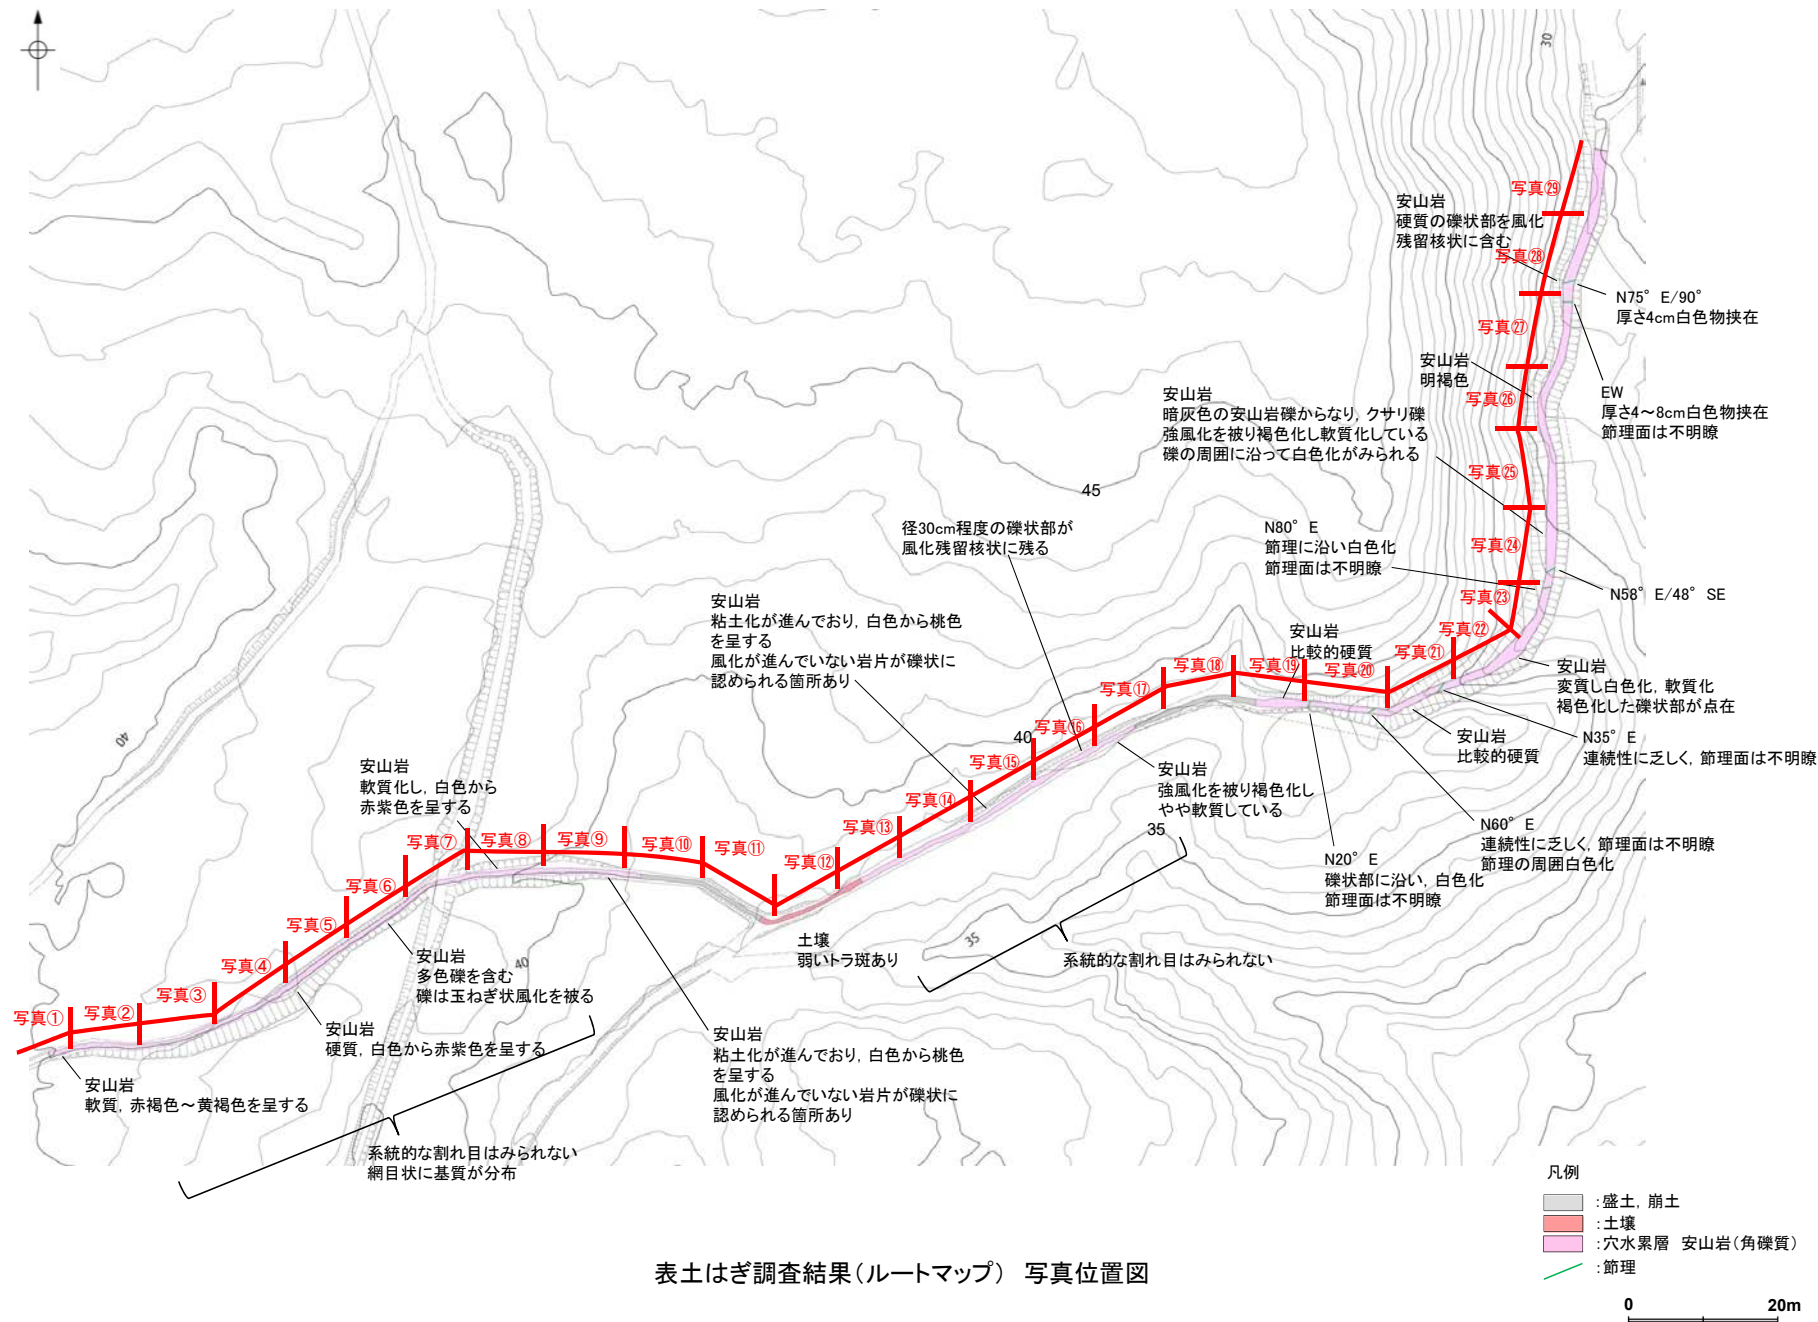 30
写真㉙
安山岩
硬質の礫状部を風化
残留核状に含む
写真㉘
N75°E/90°
厚さ4cm白色物挟在
写真㉗
安山岩
明褐色
EW
厚さ4～8cm白色物挟在
節理面は不明瞭
写真㉖
安山岩
暗灰色の安山岩礫からなり，クサリ礫
強風化を被り褐色化し軟質化している
礫の周囲に沿って白色化がみられる
写真㉕
45
径30cm程度の礫状部が
風化残留核状に残る
N80°E
節理に沿い白色化
節理面は不明瞭
写真㉔
N58°E/48°SE
写真㉓
安山岩
粘土化が進んでおり，白色から桃色
を呈する
風化が進んでいない岩片が礫状に
認められる箇所あり
安山岩
比較的硬質
写真㉒
写真㉑
写真⑳
写真⑲
写真⑱
写真⑰
安山岩
変質し白色化，軟質化
褐色化した礫状部が点在
N35°E
連続性に乏しく，節理面は不明瞭
安山岩
比較的硬質
40
写真⑯
40
写真⑮
安山岩
強風化を被り褐色化し
やや軟質している
35
写真⑭
安山岩
軟質化し，白色から
赤紫色を呈する
写真⑬
N60°E
連続性に乏しく，節理面は不明瞭
節理の周囲白色化
N20°E
礫状部に沿い，白色化
節理面は不明瞭
写真⑦
写真⑧
写真⑨
写真⑩
写真⑪
写真⑫
写真⑥
写真⑤
土壌
弱いトラ斑あり
35
系統的な割れ目はみられない
写真④
安山岩
多色礫を含む
礫は玉ねぎ状風化を被る
40
写真③
写真②
写真①
安山岩
硬質，白色から赤紫色を呈する
安山岩
粘土化が進んでおり，白色から桃色
を呈する
風化が進んでいない岩片が礫状に
認められる箇所あり
安山岩
軟質，赤褐色～黄褐色を呈する
系統的な割れ目はみられない
網目状に基質が分布
凡例
：盛土，崩土
：土壌
：穴水累層 安山岩（角礫質）
：節理
表土はぎ調査結果（ルートマップ） 写真位置図
0 20m